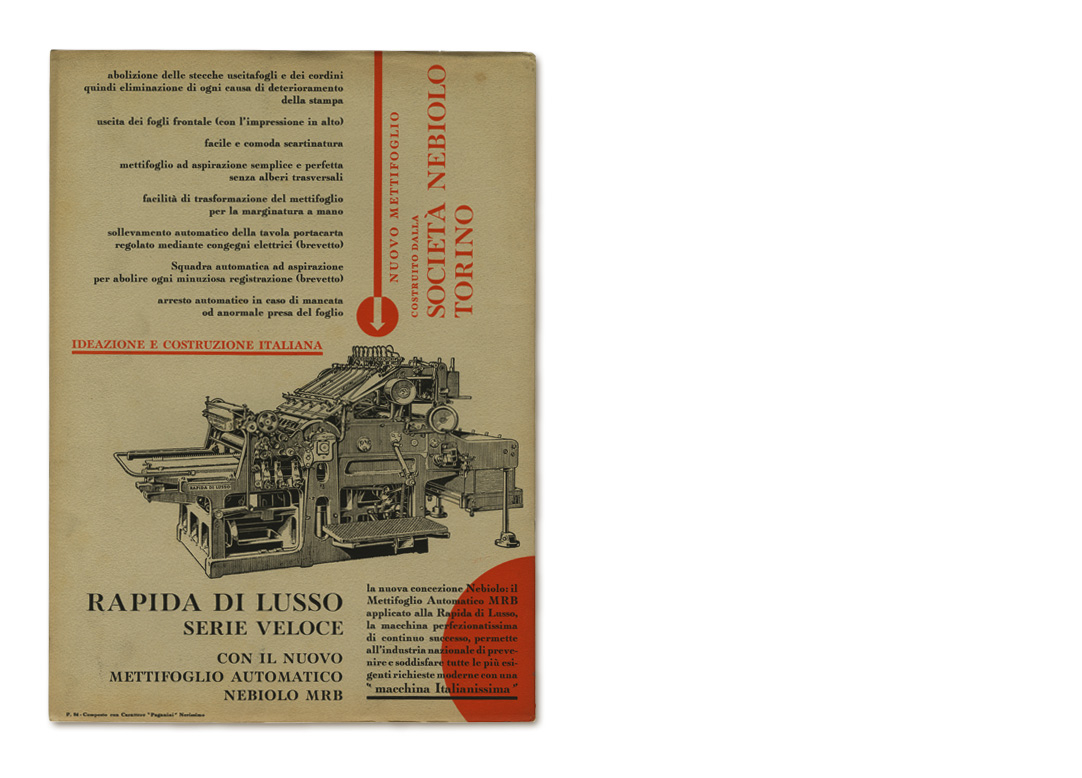 abolizione delle stecche uscitafogli e dei cordini
quindi eliminazione di ogni causa di deterioramento
della stampa
uscita dei fogli frontale (con l'impressione in alto)
facile e comoda scartinatura
mettifoglio ad aspirazione semplice e perfetta
senza alberi trasversali
facilità di trasformazione del mettifoglio
per la marginatura a mano
sollevamento automatico della tavola portacarta
regolato mediante congegni elettrici (brevetto)
Squadra automatica ad aspirazione
per abolire ogni minuziosa registrazione (brevetto)
arresto automatico in caso di mancata
od anormale presa del foglio
NUOVO METTIFOGLIO
COSTRUITO DALLA
SOCIETÀ NEBIOLO
TORINO
IDEAZIONE E COSTRUZIONE ITALIANA
RAPIDA DI LUSSO
RAPIDA DI LUSSO
SERIE VELOCE
CON IL NUOVO
METTIFOGLIO AUTOMATICO
NEBIOLO MRB
la nuova concezione Nebiolo: il
Mettifoglio Automatico MRB
applicato alla Rapida di Lusso,
la macchina perfezionatissima
di continuo successo, permette
all'industria nazionale di preve-
nire e soddisfare tutte le più esi-
genti richieste moderne con una
"macchina Italianissima"
P. 94 - Composto con Carattere "Paganini" Nerissimo